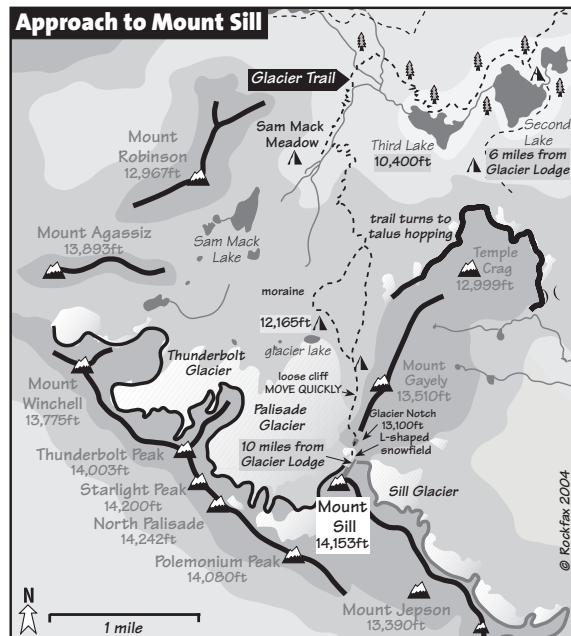 Approach to Mount Sill
Glacier Trail
Mount
Robinson
12,967ft
Sam Mack
Meadow
Third Lake
10,400ft
Second
Lake
6 miles from
Glacier Lodge
Mount Agassiz
13,893ft
Sam Mack
Lake
trail turns to
talus hopping
Temple
Crag
12,999ft
moraine
12,165ft
glacier lake
Thunderbolt
Glacier
loose cliff
MOVE QUICKLY
Mount
Gayely
13,510ft
Mount
Winchell
13,775ft
Palisade
Glacier
Glacier Notch
13,100ft
L-shaped
snowfield
10 miles from
Glacier Lodge
Thunderbolt Peak
14,003ft
Starlight Peak
14,200ft
North Palisade
14,242ft
Sill Glacier
Mount
Sill
14,153ft
Polemonium Peak
14,080ft
Mount Jepson
13,390ft
N
1 mile
© Rockfax 2004